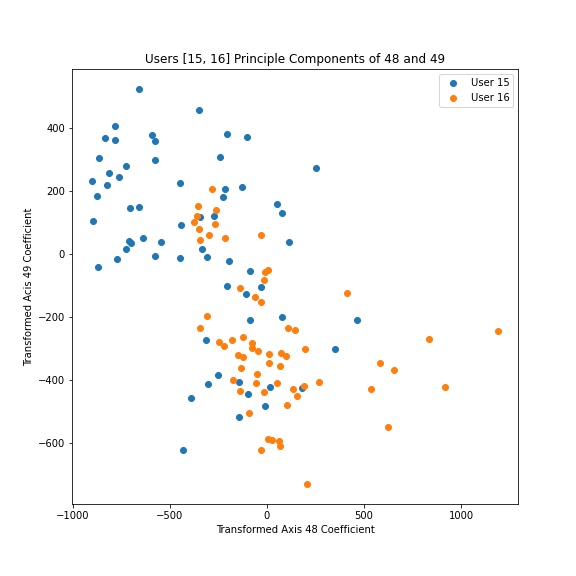 Users [15, 16] Principle Components of 48 and 49
User 15
User 16
Transformed Acis 49 Coefficient
400
200
0
−200
−400
−600
−1000
−500
0
500
1000
Transformed Axis 48 Coefficient